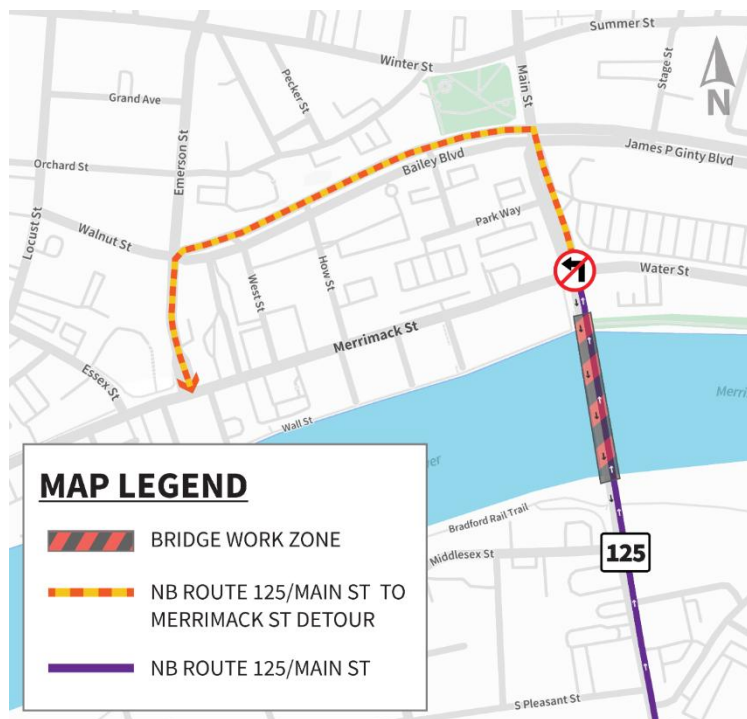 Summer St
Winter St
Main St
Stage St
Pecker St
Grand Ave
N
Emerson St
James P Ginty Blvd
Bailey Blvd
Orchard St
Locust St
Walnut St
Park Way
West St
How St
Water St
Merrimack St
Essex St
Wall St
Merri
ver
MAP LEGEND
BRIDGE WORK ZONE
NB ROUTE 125/MAIN ST TO
MERRIMACK ST DETOUR
NB ROUTE 125/MAIN ST
Bradford Rail Trail
Middlesex St
125
S Pleasant St